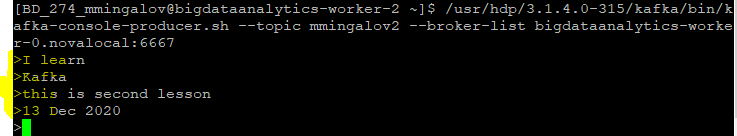 [BD_274_mmingalov@bigdataanalytics-worker-2 ~]$ /usr/hdp/3.1.4.0-315/kafka/bin/k
afka-console-producer.sh --topic mmingalov2 --broker-list bigdataanalytics-worke
r-0.novalocal:6667
>I learn
>Kafka
>this is second lesson
>13 Dec 2020
>